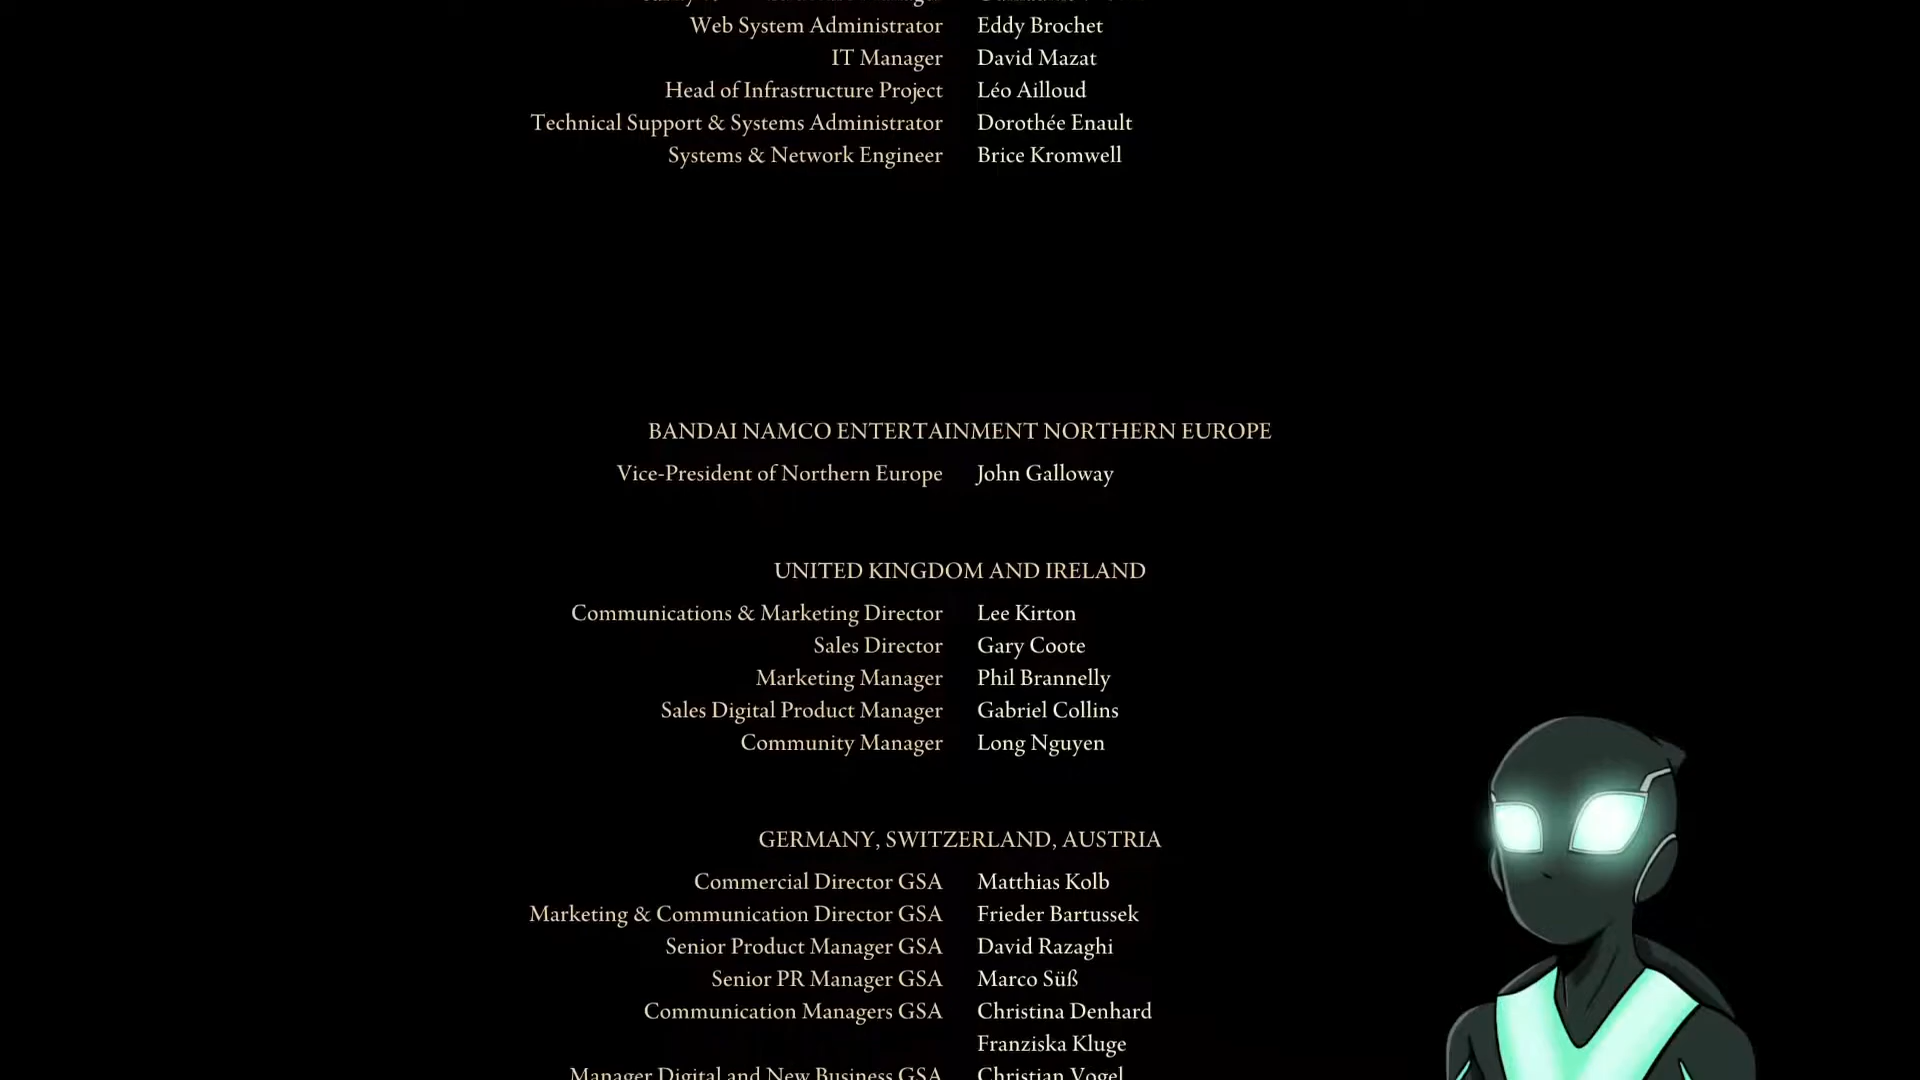 Web System Administrator Eddy Brochet
IT Manager David Mazat
Head of Infrastructure Project Léo Ailloud
Technical Support & Systems Administrator Dorothée Enault
Systems & Network Engineer Brice Kromwell
BANDAI NAMCO ENTERTAINMENT NORTHERN EUROPE
Vice-President of Northern Europe John Galloway
UNITED KINGDOM AND IRELAND
Communications & Marketing Director Lee Kirton
Sales Director Gary Coote
Marketing Manager Phil Brannelly
Sales Digital Product Manager Gabriel Collins
Community Manager Long Nguyen
GERMANY, SWITZERLAND, AUSTRIA
Commercial Director GSA Matthias Kolb
Marketing & Communication Director GSA Frieder Bartussek
Senior Product Manager GSA David Razaghi
Senior PR Manager GSA Marco Süß
Communication Managers GSA Christina Denhard
Franziska Kluge
Manager Digital and New Business GSA Christian Vogel